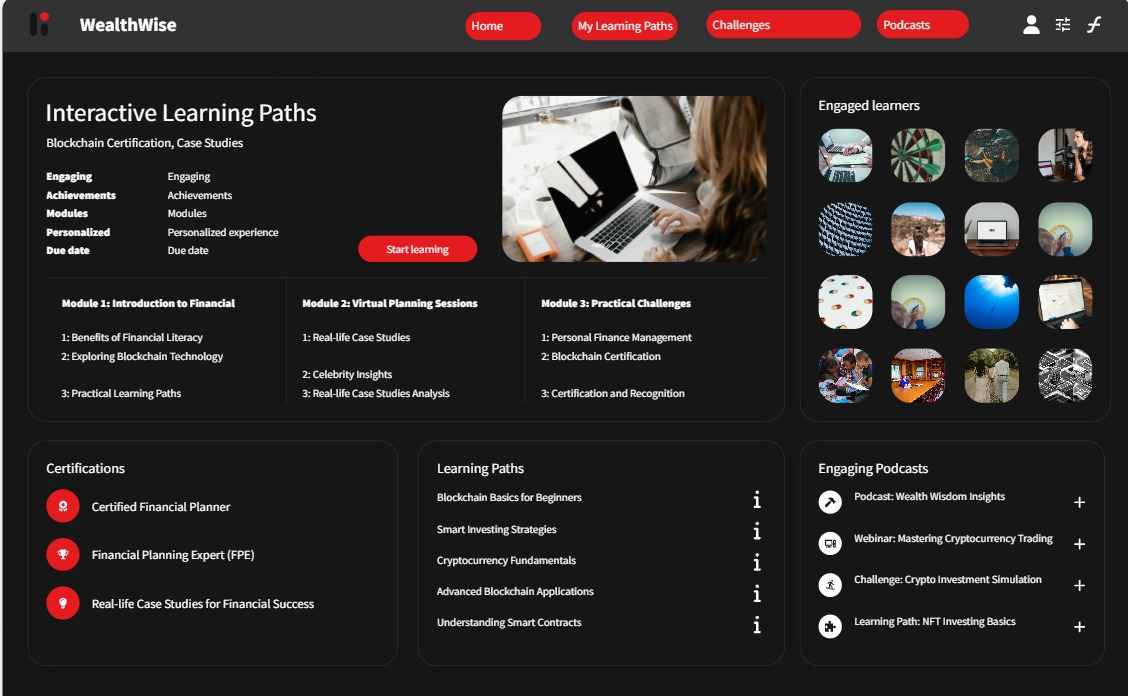 WealthWise
Home
My Learning Paths
Challenges
Podcasts
Interactive Learning Paths
Blockchain Certification, Case Studies
Engaging Engaging
Achievements Achievements
Modules Modules
Personalized Personalized experience
Due date Due date
Start learning
Module 1: Introduction to Financial
1: Benefits of Financial Literacy
2: Exploring Blockchain Technology
3: Practical Learning Paths
Module 2: Virtual Planning Sessions
1: Real-life Case Studies
2: Celebrity Insights
3: Real-life Case Studies Analysis
Module 3: Practical Challenges
1: Personal Finance Management
2: Blockchain Certification
3: Certification and Recognition
Engaged learners
Certifications
Certified Financial Planner
Financial Planning Expert (FPE)
Real-life Case Studies for Financial Success
Learning Paths
Blockchain Basics for Beginners
Smart Investing Strategies
Cryptocurrency Fundamentals
Advanced Blockchain Applications
Understanding Smart Contracts
Engaging Podcasts
Podcast: Wealth Wisdom Insights
Webinar: Mastering Cryptocurrency Trading
Challenge: Crypto Investment Simulation
Learning Path: NFT Investing Basics